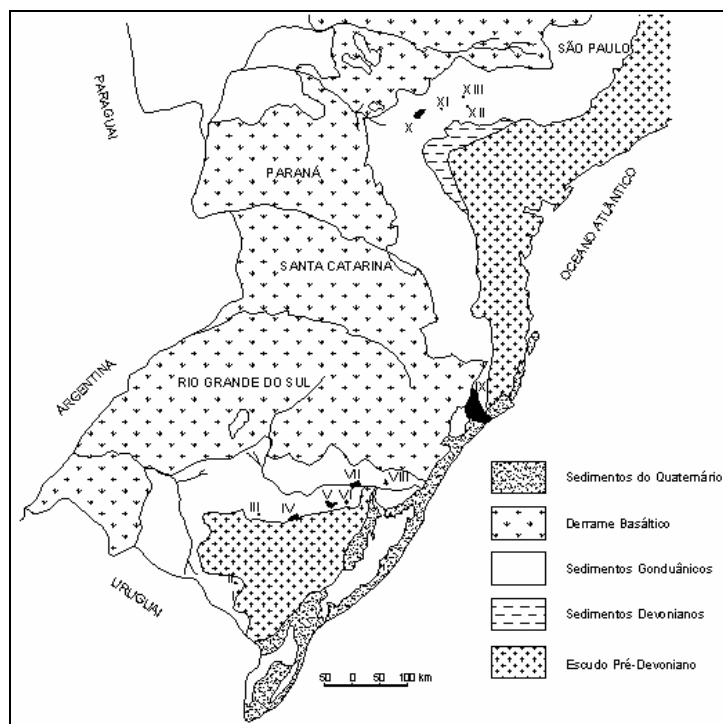 SÃO PAULO
PARAGUAI
XIII
XI
XII
X
PARANÁ
OCEANO ATLÂNTICO
SANTA CATARINA
ARGENTINA
RIO GRANDE DO SUL
IX
VII
VIII
V
VI
III
IV
II
I
URUGUAI
Sedimentos do Quaternário
Derrame Basáltico
Sedimentos Gonduânicos
Sedimentos Devonianos
Escudo Pré-Devoniano
50 0 50 100 km